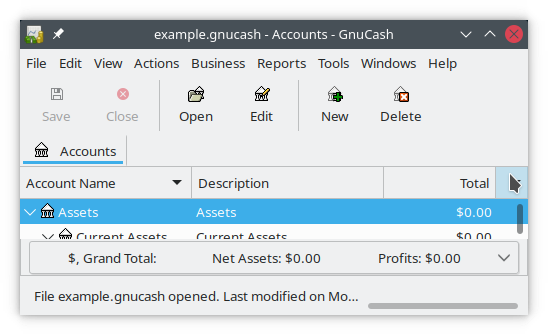 example.gnucash - Accounts - GnuCash
File Edit View Actions Business Reports Tools Windows Help
Save Close Open Edit New Delete
Accounts
Account Name Description Total
Assets Assets $0.00
Current Assets Current Assets $0.00
$, Grand Total: Net Assets: $0.00 Profits: $0.00
File example.gnucash opened. Last modified on Mo...